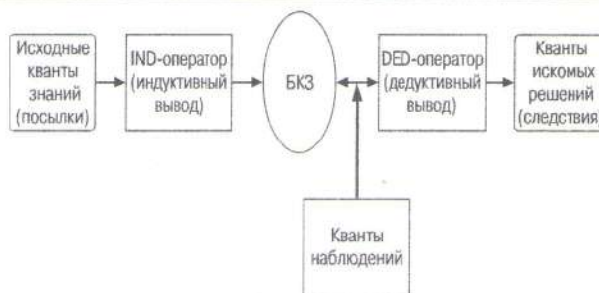 Исходные
кванты
знаний
(посылки)
IND-оператор
(индуктивный
вывод)
БКЗ
DED-оператор
(дедуктивный
вывод)
Кванты
искомых
решений
(следствия)
Кванты
наблюдений